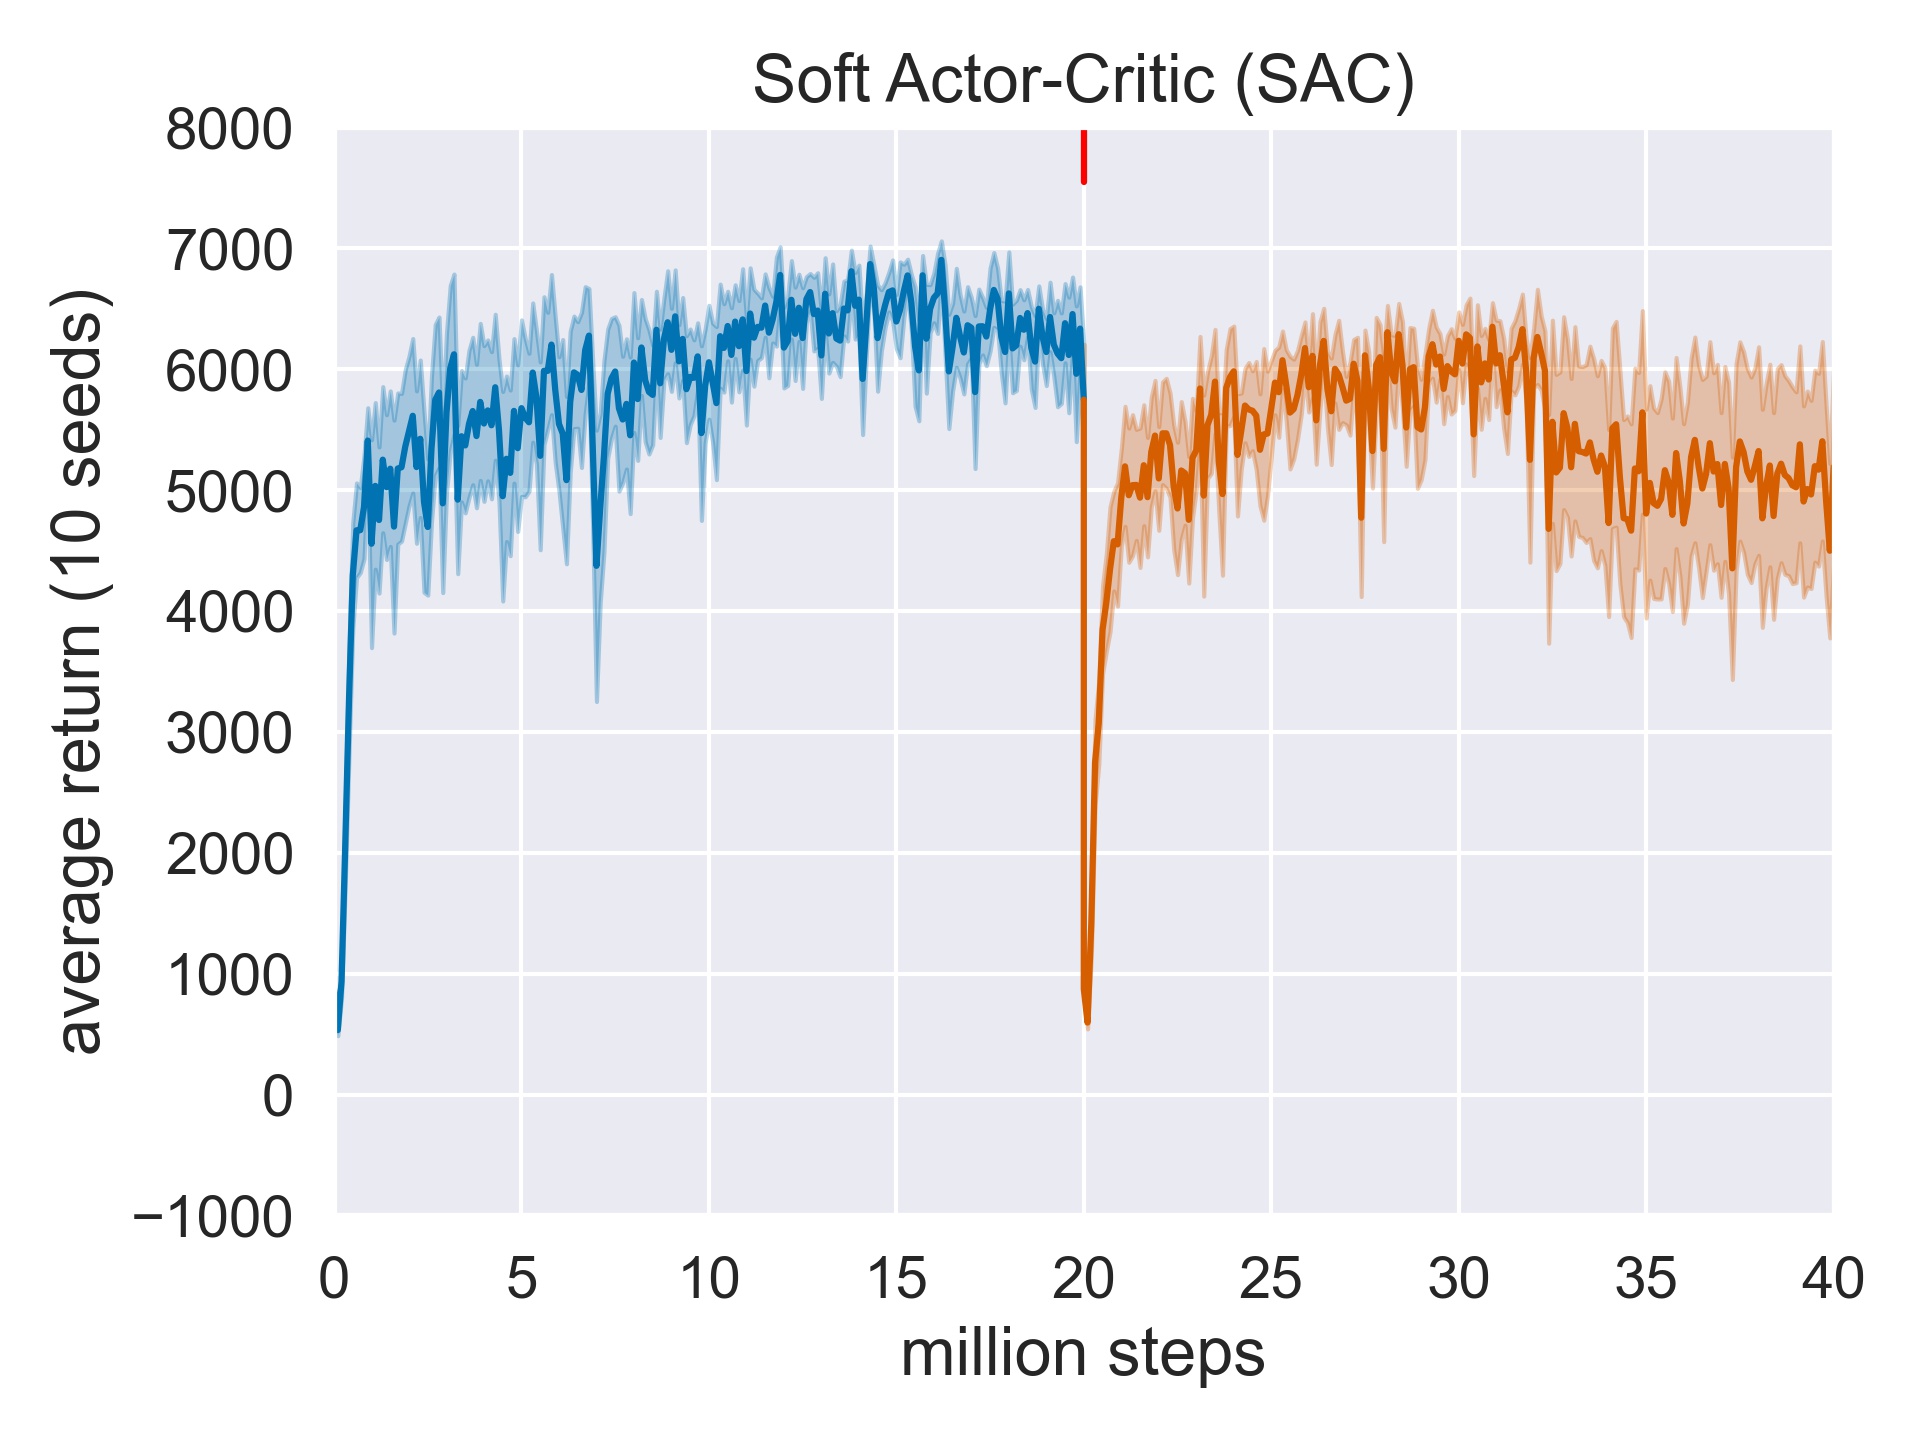 Soft Actor-Critic (SAC)
8000
7000
6000
5000
4000
3000
2000
1000
0
−1000
average return (10 seeds)
0 5 10 15 20 25 30 35 40
million steps